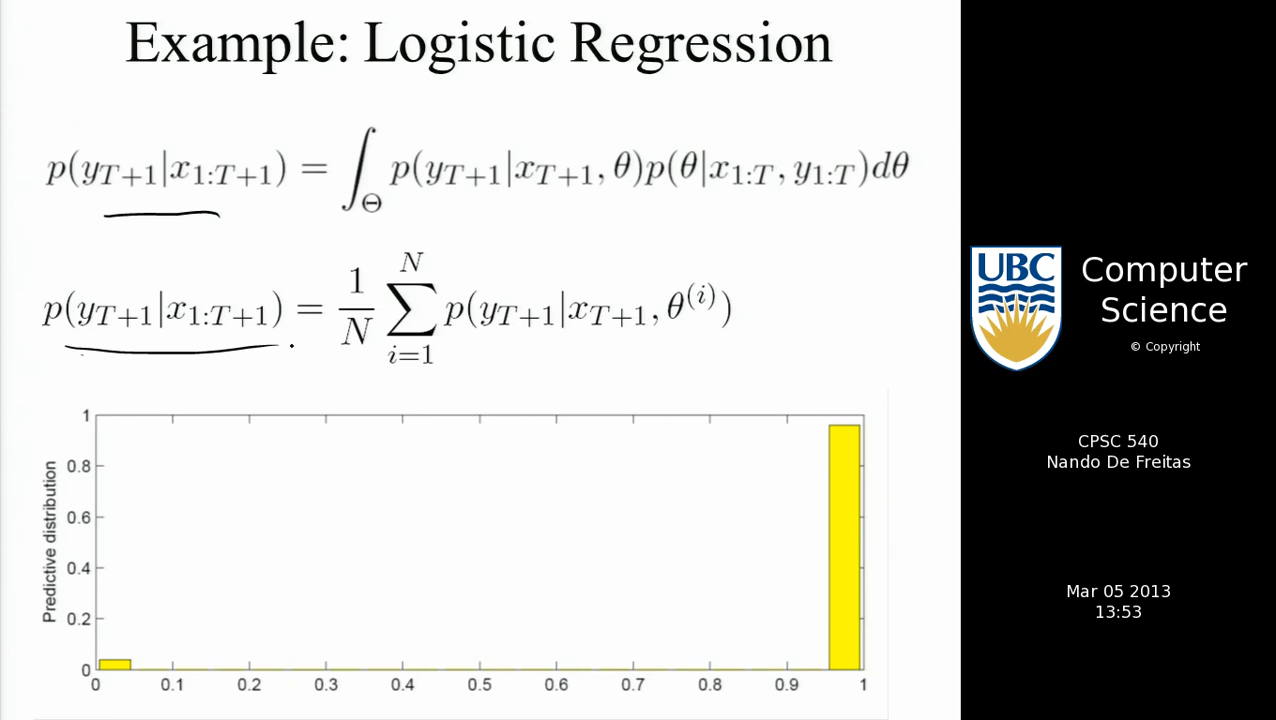 Example: Logistic Regression
p(y_{T+1}|x_{1:T+1}) = ∫_Θ p(y_{T+1}|x_{T+1}, θ)p(θ|x_{1:T}, y_{1:T})dθ
p(y_{T+1}|x_{1:T+1}) = \frac{1}{N} ∑_{i=1}^{N} p(y_{T+1}|x_{T+1}, θ^{(i)})
Predictive distribution
1
0.8
0.6
0.4
0.2
0
0 0.1 0.2 0.3 0.4 0.5 0.6 0.7 0.8 0.9 1
UBC
Computer
Science
© Copyright
CPSC 540
Nando De Freitas
Mar 05 2013
13:53